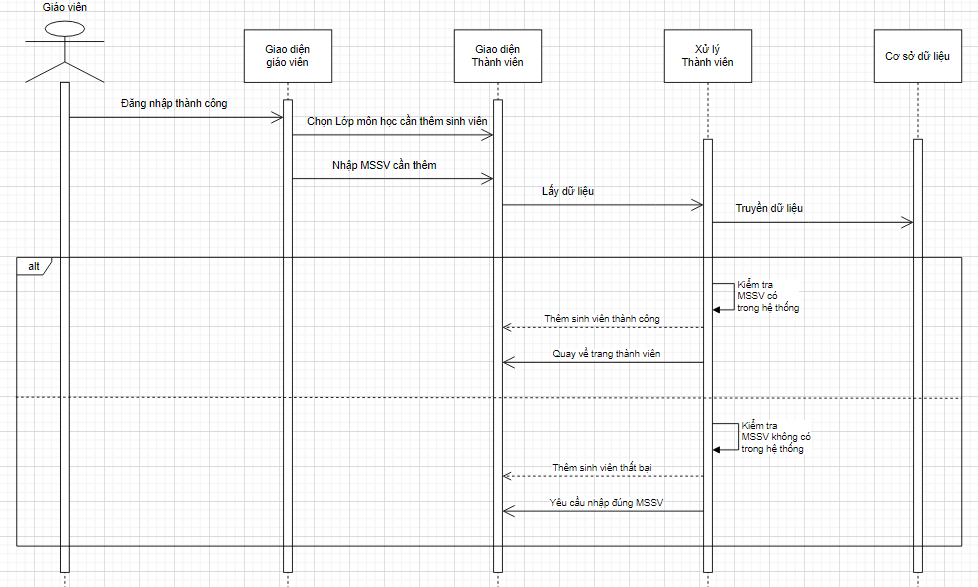 Giáo viên
Giao diện
giáo viên
Giao diện
Thành viên
Xử lý
Thành viên
Cơ sở dữ liệu
Đăng nhập thành công
Chọn Lớp môn học cần thêm sinh viên
Nhập MSSV cần thêm
Lấy dữ liệu
Truyền dữ liệu
alt
Kiểm tra
MSSV có
trong hệ thống
Thêm sinh viên thành công
Quay về trang thành viên
Kiểm tra
MSSV không có
trong hệ thống
Thêm sinh viên thất bại
Yêu cầu nhập đúng MSSV